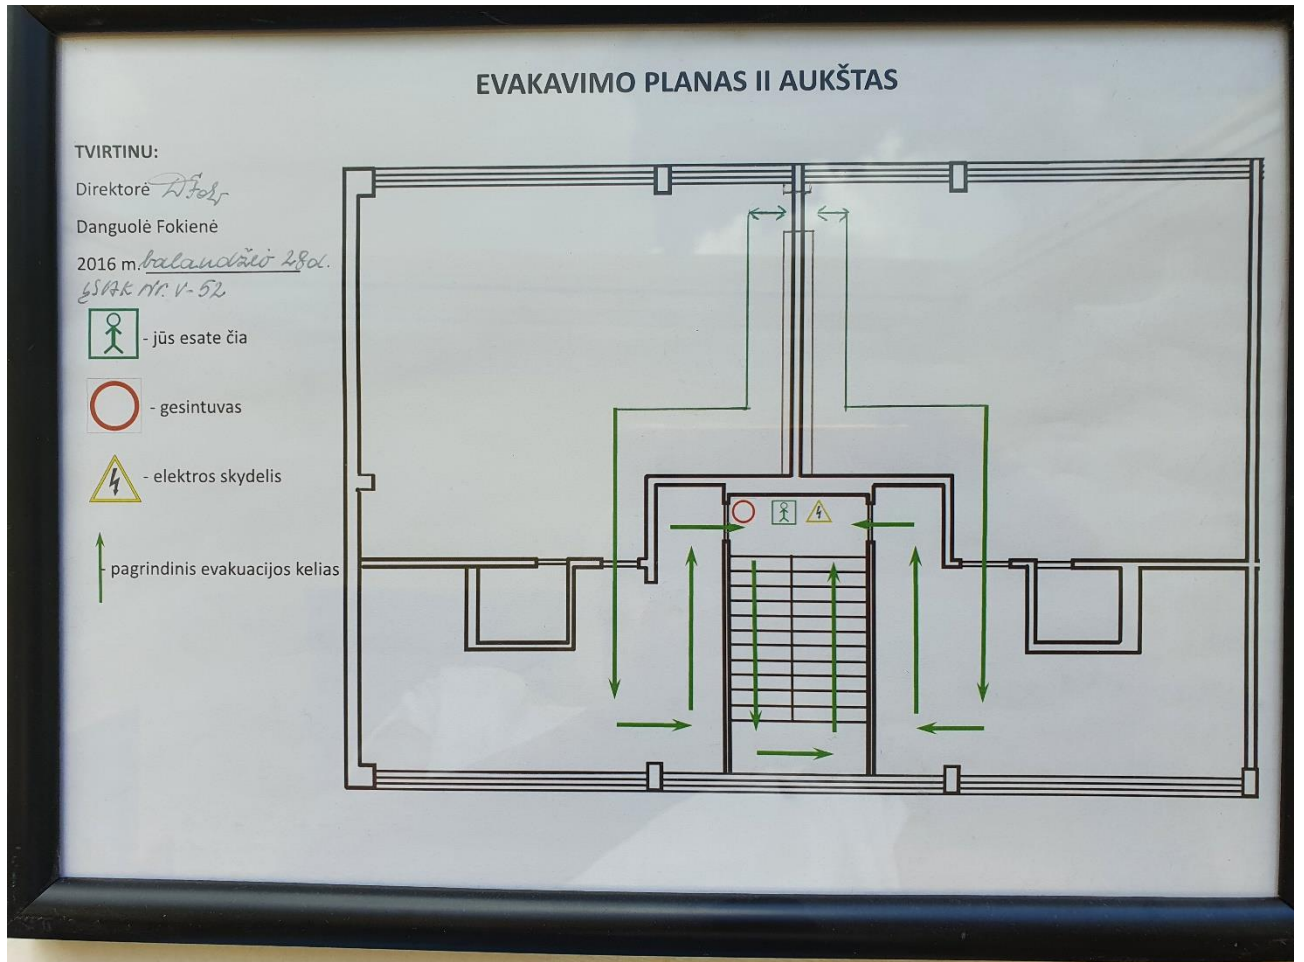 EVAKAVIMO PLANAS II AUKŠTAS
TVIRTINU:
Direktorė
Danguolė Fokienė
2016 m. balandžio 28d.
ĮSAK Nr. V-52
- jūs esate čia
- gesintuvas
- elektros skydelis
- pagrindinis evakuacijos kelias